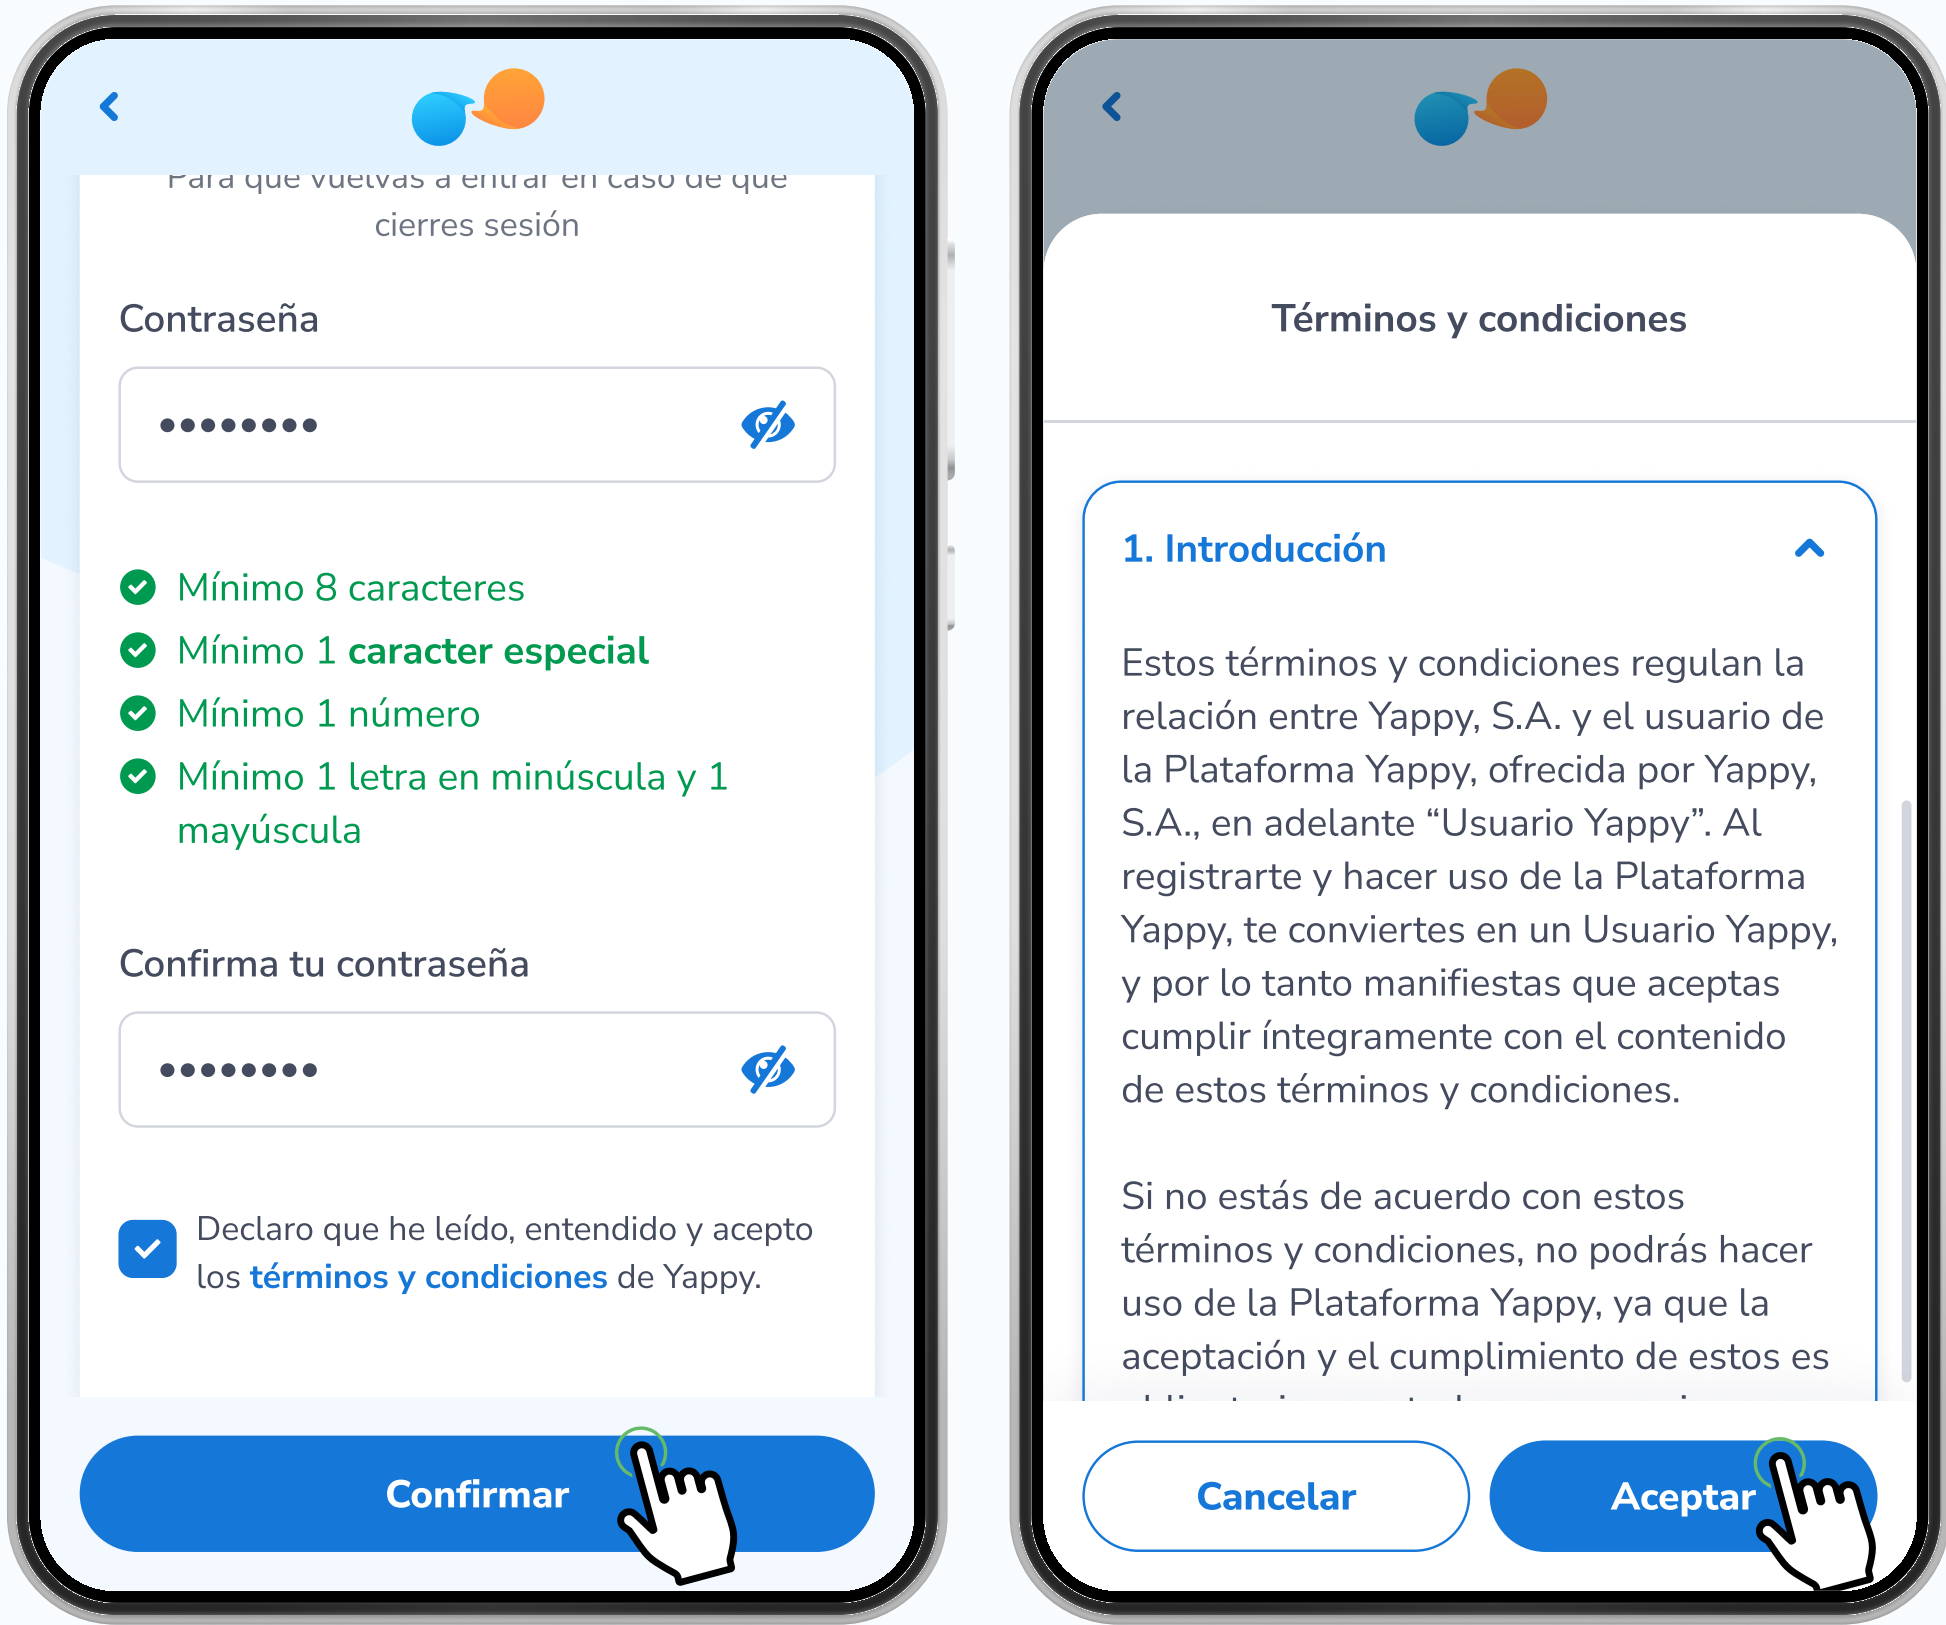 Para que vuelvas a entrar en caso de que
cierres sesión
Contraseña
Mínimo 8 caracteres
Mínimo 1 caracter especial
Mínimo 1 número
Mínimo 1 letra en minúscula y 1
mayúscula
Confirma tu contraseña
Declaro que he leído, entendido y acepto
los términos y condiciones de Yappy.
Confirmar
Términos y condiciones
1. Introducción
Estos términos y condiciones regulan la
relación entre Yappy, S.A. y el usuario de
la Plataforma Yappy, ofrecida por Yappy,
S.A., en adelante “Usuario Yappy”. Al
registrarte y hacer uso de la Plataforma
Yappy, te conviertes en un Usuario Yappy,
y por lo tanto manifiestas que aceptas
cumplir íntegramente con el contenido
de estos términos y condiciones.
Si no estás de acuerdo con estos
términos y condiciones, no podrás hacer
uso de la Plataforma Yappy, ya que la
aceptación y el cumplimiento de estos es
Cancelar
Aceptar